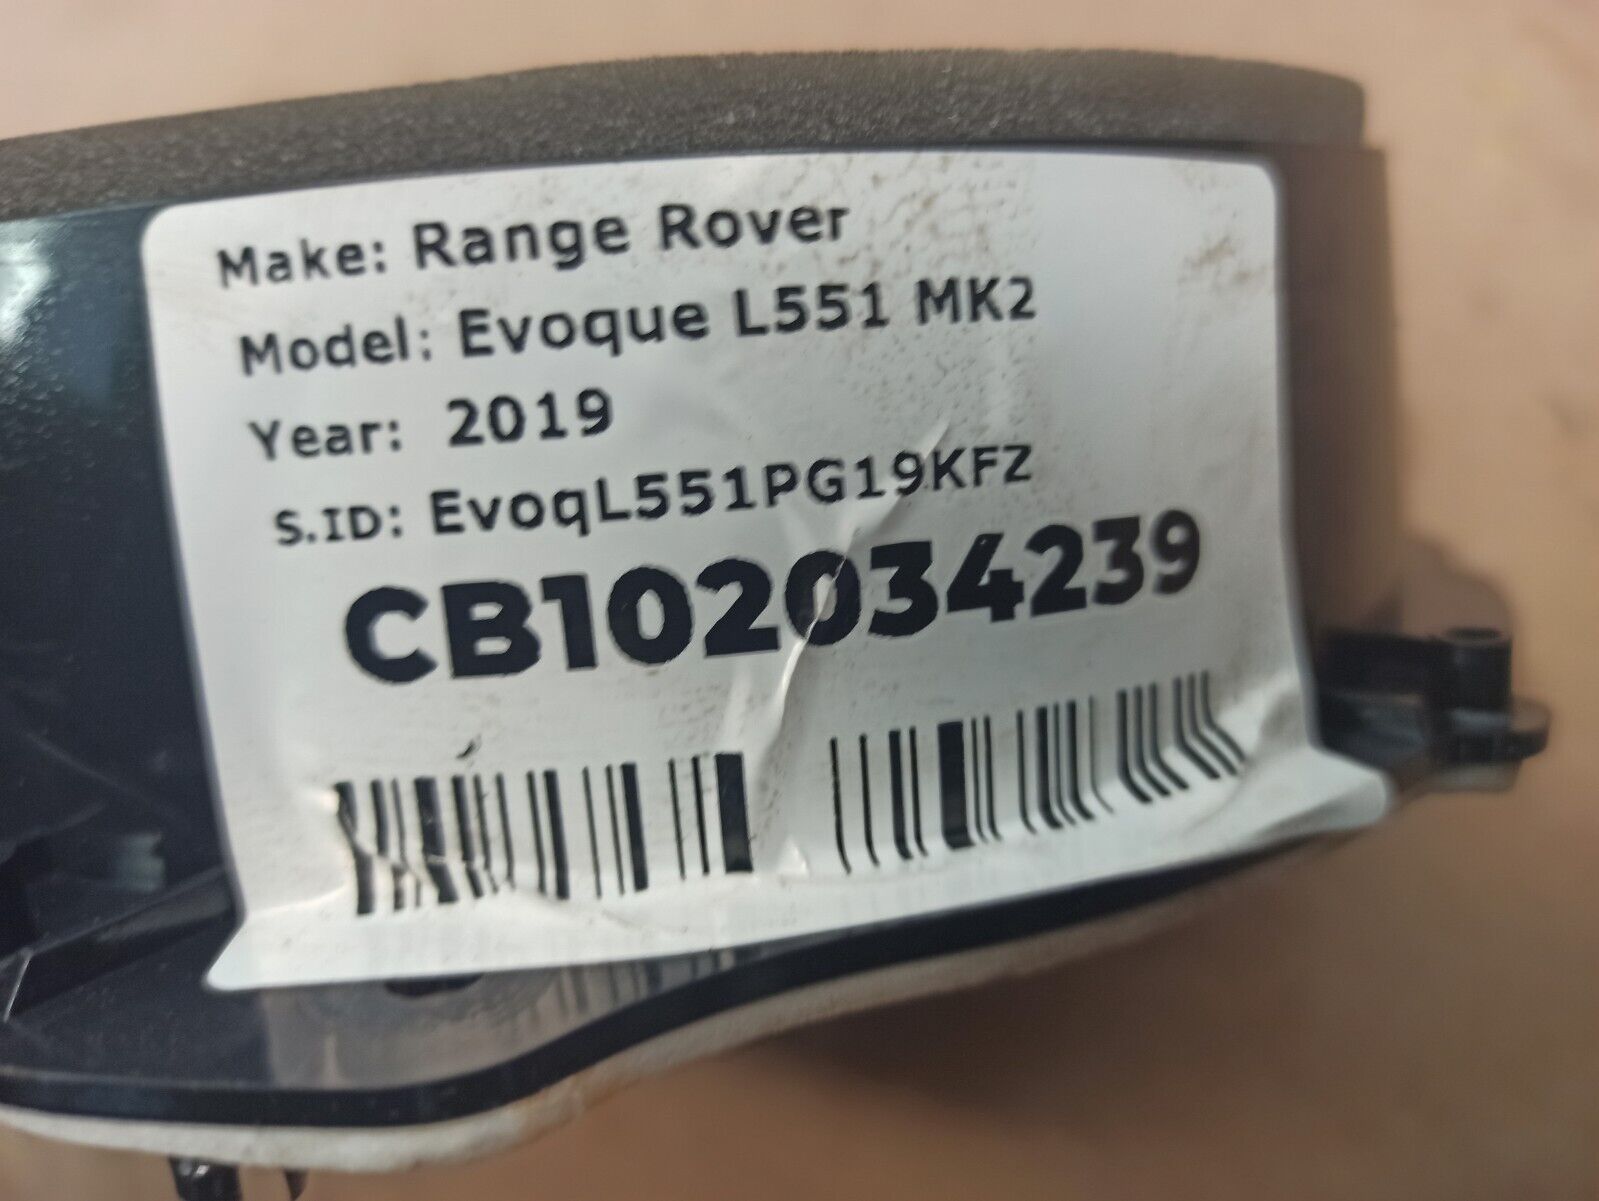 Make: Range Rover
Model: Evoque L551 MK2
Year: 2019
S.ID: EvoqL551PG19KFZ
CB102034239